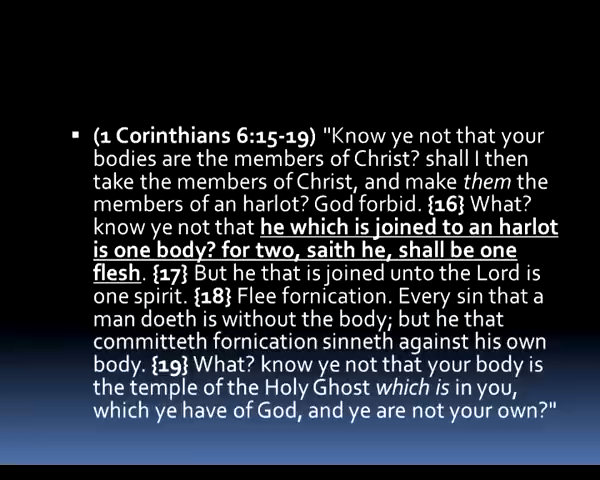 ▪ (1 Corinthians 6:15-19) "Know ye not that your
bodies are the members of Christ? shall I then
take the members of Christ, and make them the
members of an harlot? God forbid. {16} What?
know ye not that he which is joined to an harlot
is one body? for two, saith he, shall be one
flesh. {17} But he that is joined unto the Lord is
one spirit. {18} Flee fornication. Every sin that a
man doeth is without the body; but he that
committeth fornication sinneth against his own
body. {19} What? know ye not that your body is
the temple of the Holy Ghost which is in you,
which ye have of God, and ye are not your own?"